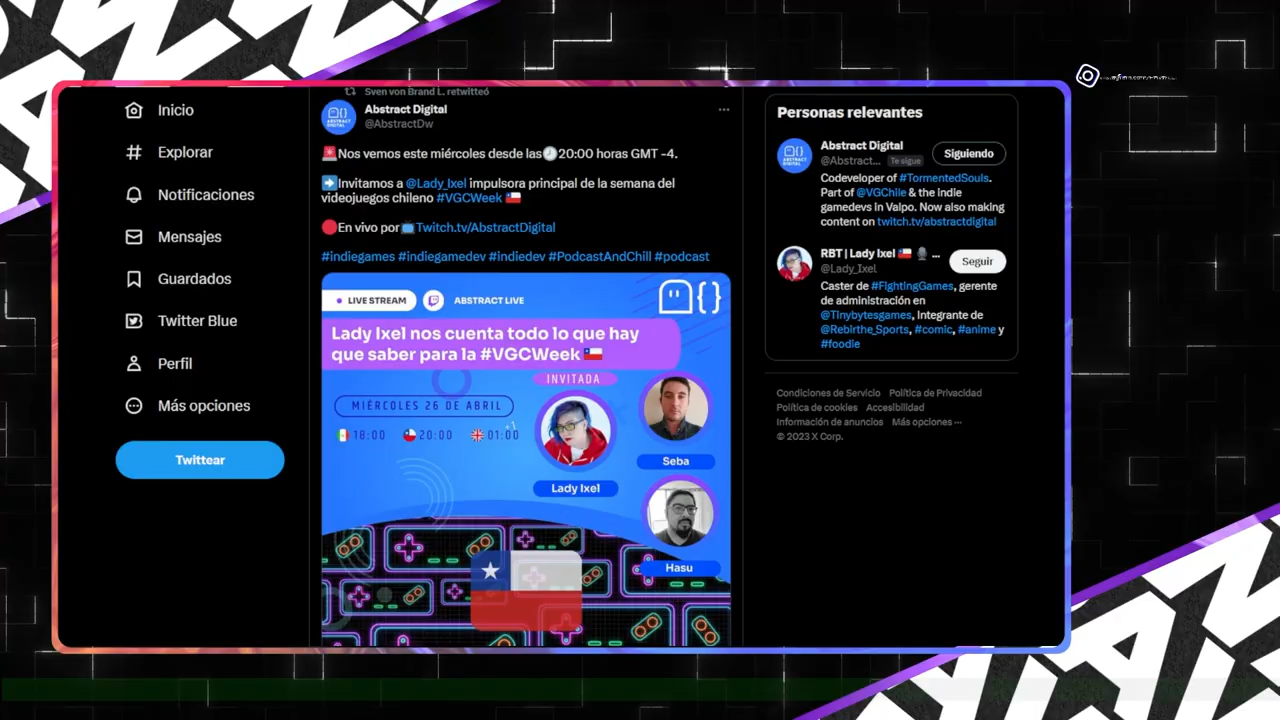 Inicio
Explorar
Notificaciones
Mensajes
Guardados
Twitter Blue
Perfil
Más opciones
Twittear
Sven von Brand L. retwitteó
Abstract Digital
@AbstractDw
🚨Nos vemos este miércoles desde las🕗20:00 horas GMT -4.
➡️Invitamos a @Lady_Ixel impulsora principal de la semana del
videojuegos chileno #VGCWeek 🇨🇱
🔴En vivo por📺Twitch.tv/AbstractDigital
#indiegames #indiegamedev #indiedev #PodcastAndChill #podcast
LIVE STREAM
ABSTRACT LIVE
Lady Ixel nos cuenta todo lo que hay
que saber para la #VGCWeek 🇨🇱
INVITADA
MIÉRCOLES 26 DE ABRIL
18:00 20:00 01:00
Lady Ixel
Seba
Hasu
ABSTRACT
DIGITAL
Personas relevantes
Abstract Digital
@Abstract... Te sigue
Siguiendo
Codeveloper of #TormentedSouls.
Part of @VGChile & the indie
gamedevs in Valpo. Now also making
content on twitch.tv/abstractdigital
RBT | Lady Ixel 🇨🇱 🎙️ ...
@Lady_Ixel
Seguir
Caster de #FightingGames, gerente
de administración en
@Tinybytesgames, Integrante de
@Rebirthe_Sports, #comic, #anime y
#foodie
Condiciones de Servicio Política de Privacidad
Política de cookies Accesibilidad
Información de anuncios Más opciones ···
© 2023 X Corp.